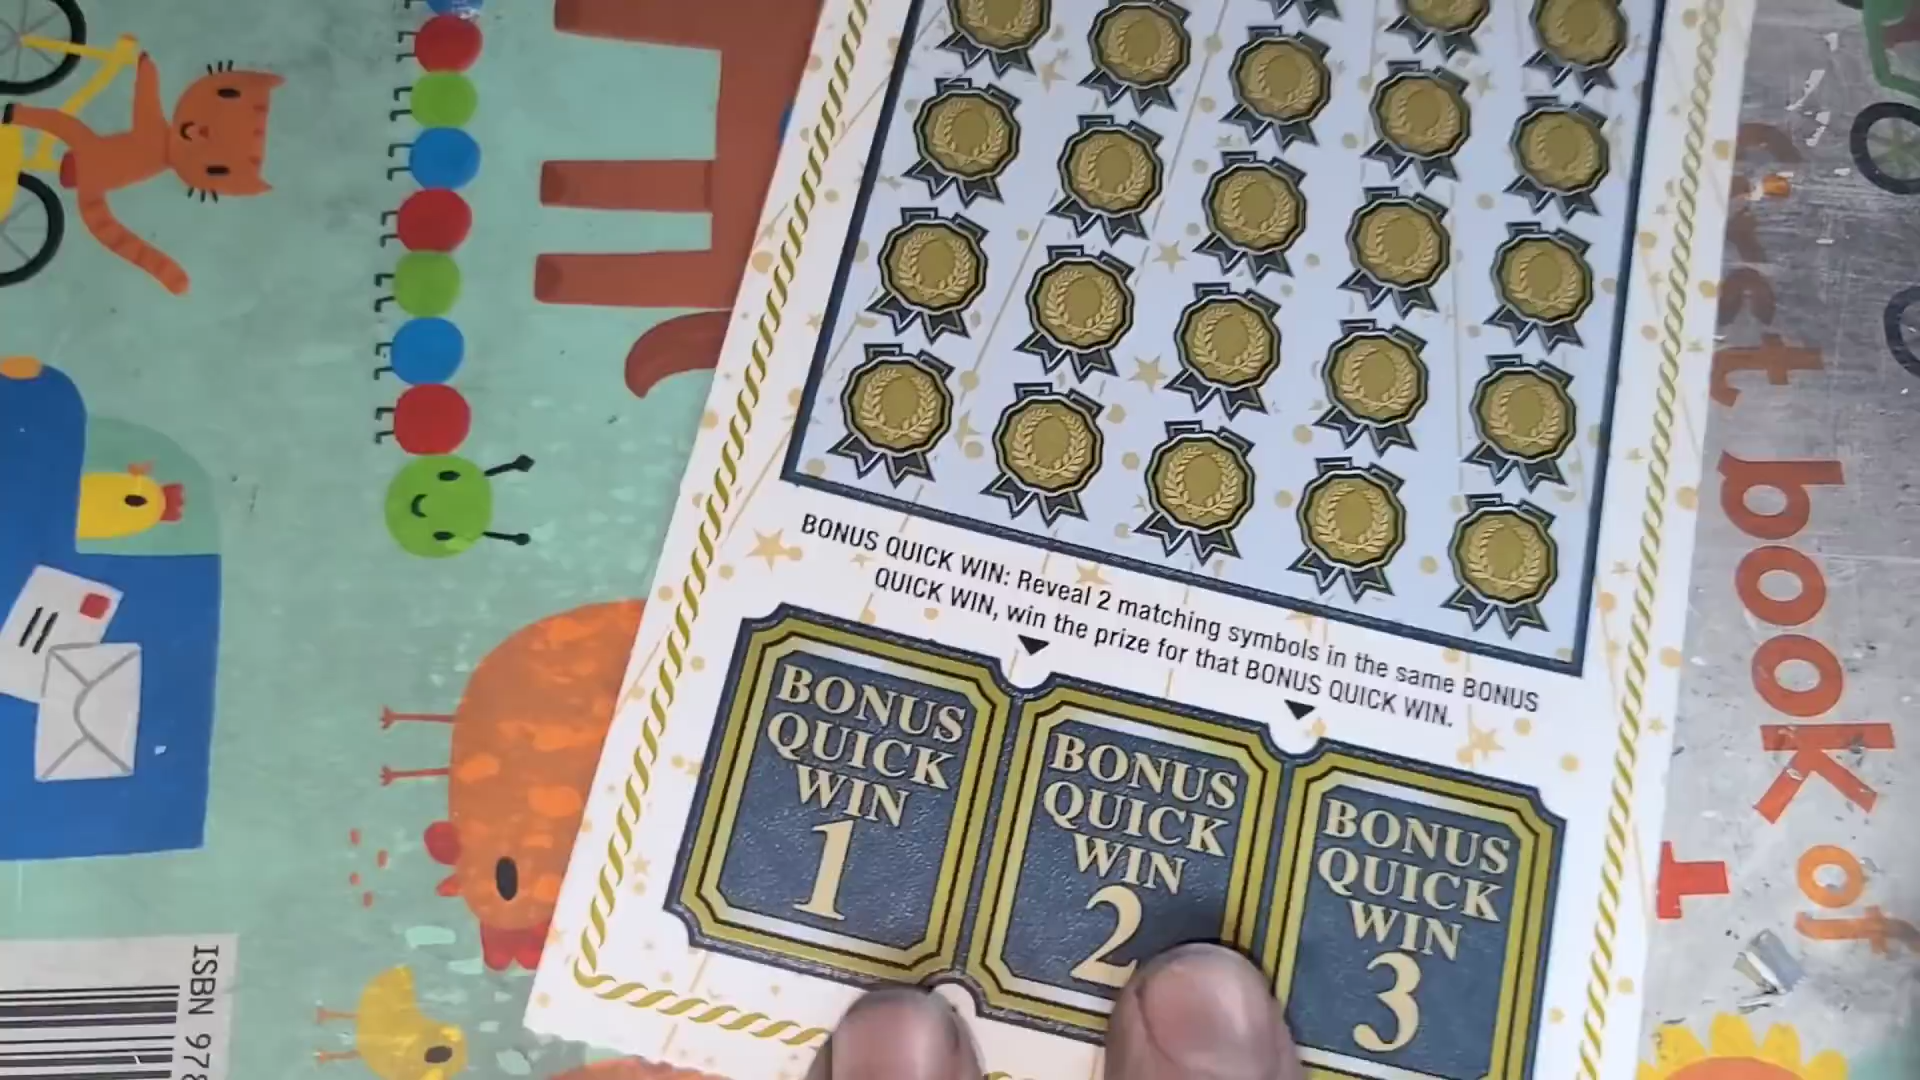 BONUS QUICK WIN: Reveal 2 matching symbols in the same BONUS
QUICK WIN, win the prize for that BONUS QUICK WIN.
BONUS
QUICK
WIN
1
BONUS
QUICK
WIN
2
BONUS
QUICK
WIN
3
book of
ISBN 978